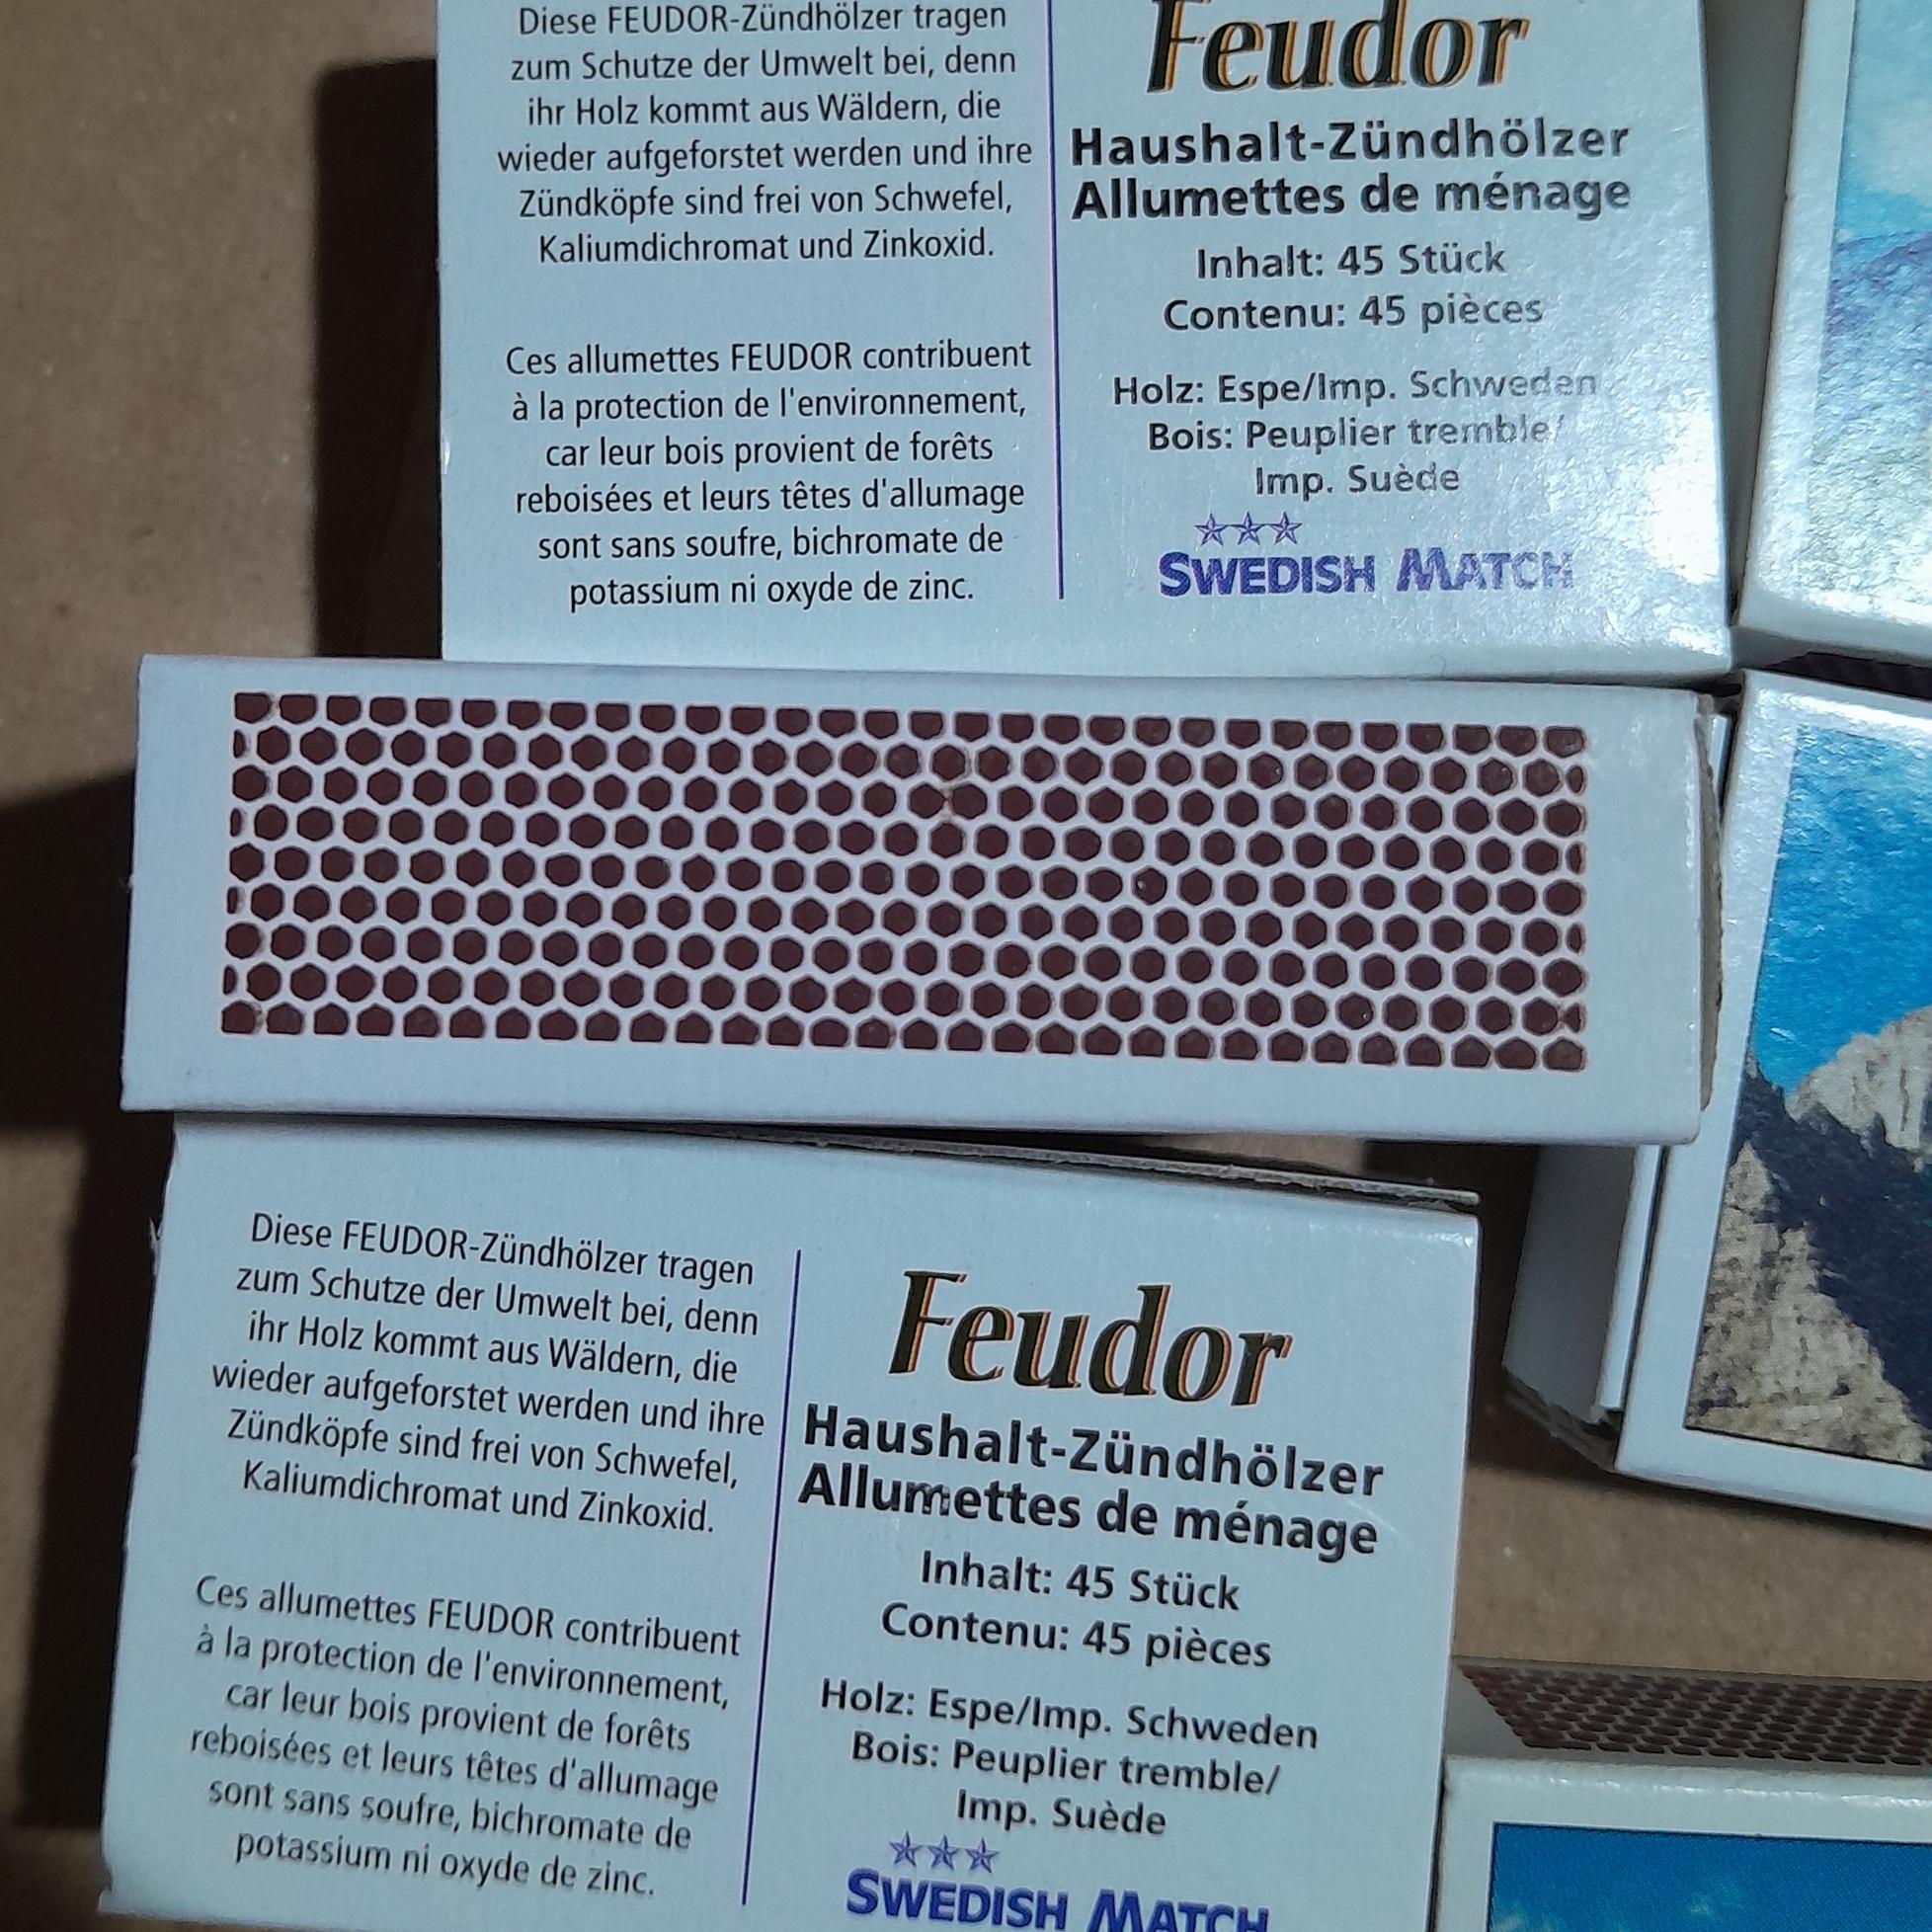 Diese FEUDOR-Zündhölzer tragen
zum Schutze der Umwelt bei, denn
ihr Holz kommt aus Wäldern, die
wieder aufgeforstet werden und ihre
Zündköpfe sind frei von Schwefel,
Kaliumdichromat und Zinkoxid.
Ces allumettes FEUDOR contribuent
à la protection de l'environnement,
car leur bois provient de forêts
reboisées et leurs têtes d'allumage
sont sans soufre, bichromate de
potassium ni oxyde de zinc.
Feudor
Haushalt-Zündhölzer
Allumettes de ménage
Inhalt: 45 Stück
Contenu: 45 pièces
Holz: Espe/Imp. Schweden
Bois: Peuplier tremble/
Imp. Suède
SWEDISH MATCH
Diese FEUDOR-Zündhölzer tragen
zum Schutze der Umwelt bei, denn
ihr Holz kommt aus Wäldern, die
wieder aufgeforstet werden und ihre
Zündköpfe sind frei von Schwefel,
Kaliumdichromat und Zinkoxid.
Ces allumettes FEUDOR contribuent
à la protection de l'environnement,
car leur bois provient de forêts
reboisées et leurs têtes d'allumage
sont sans soufre, bichromate de
potassium ni oxyde de zinc.
Feudor
Haushalt-Zündhölzer
Allumettes de ménage
Inhalt: 45 Stück
Contenu: 45 pièces
Holz: Espe/Imp. Schweden
Bois: Peuplier tremble/
Imp. Suède
SWEDISH MATCH